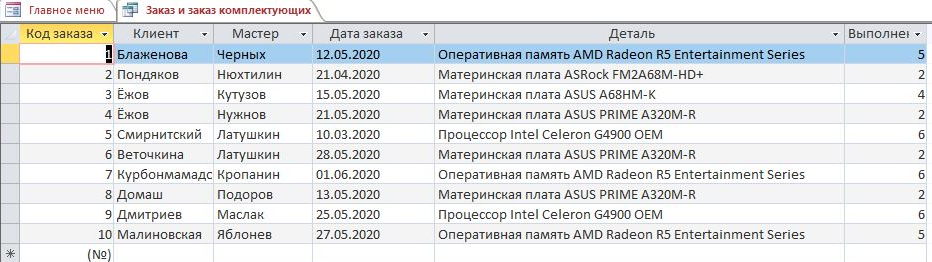 Главное меню Заказ и заказ комплектующих
Код заказа Клиент Мастер Дата заказа Деталь Выполнен
1 Блаженова Черных 12.05.2020 Оперативная память AMD Radeon R5 Entertainment Series 5
2 Пондяков Нюхтилин 21.04.2020 Материнская плата ASRock FM2A68M-HD+ 2
3 Ёжов Кутузов 15.05.2020 Материнская плата ASUS A68HM-K 4
4 Ёжов Нужнов 21.05.2020 Материнская плата ASUS PRIME A320M-R 2
5 Смирнитский Латушкин 10.03.2020 Процессор Intel Celeron G4900 OEM 6
6 Веточкина Латушкин 28.05.2020 Материнская плата ASUS PRIME A320M-R 2
7 Курбонмамадс Кропанин 01.06.2020 Оперативная память AMD Radeon R5 Entertainment Series 6
8 Домаш Подоров 13.05.2020 Материнская плата ASUS PRIME A320M-R 2
9 Дмитриев Маслак 25.05.2020 Процессор Intel Celeron G4900 OEM 6
10 Малиновская Яблонев 27.05.2020 Оперативная память AMD Radeon R5 Entertainment Series 5
(№)